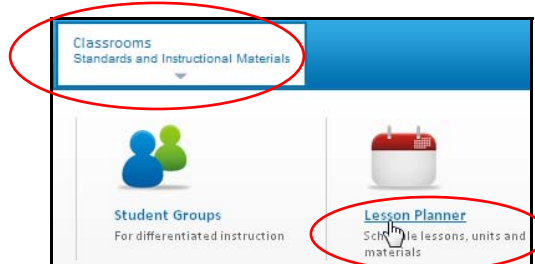 Classrooms
Standards and Instructional Materials
Student Groups
For differentiated instruction
Lesson Planner
lessons, units and
materials